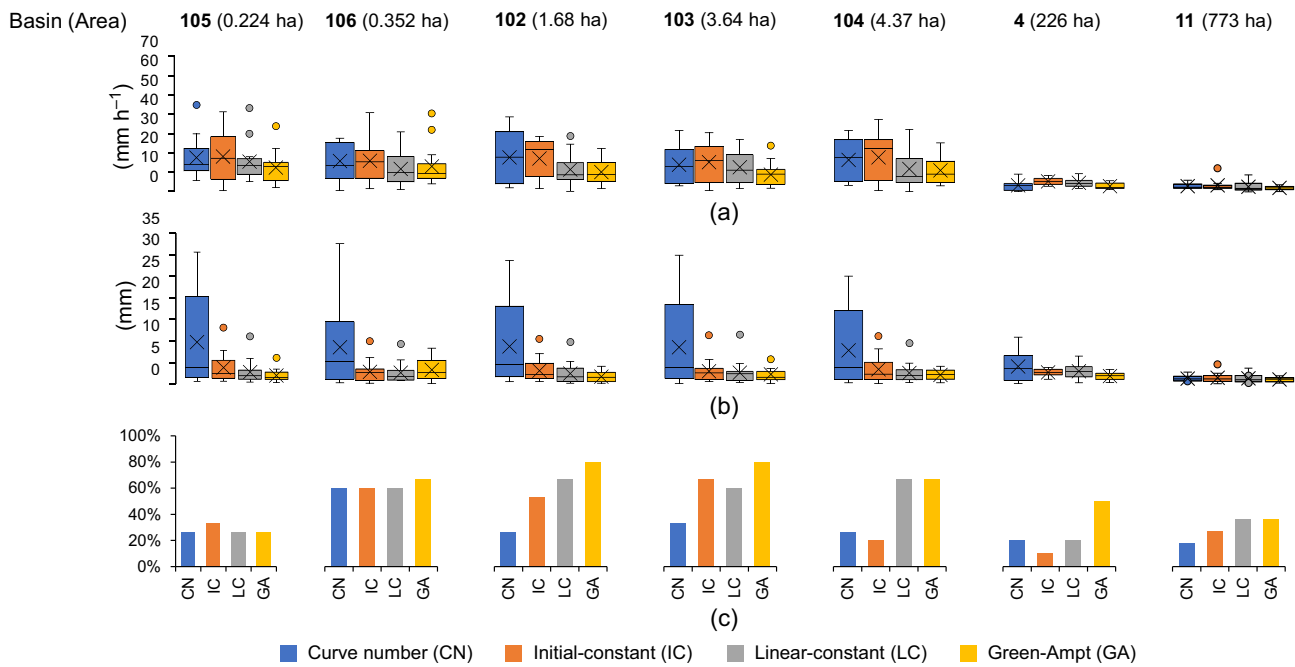 Basin (Area) 105 (0.224 ha) 106 (0.352 ha) 102 (1.68 ha) 103 (3.64 ha) 104 (4.37 ha) 4 (226 ha) 11 (773 ha)
70
60
50
40
30
20
10
0
(mm h⁻¹)
(a)
35
30
25
20
15
10
5
0
(mm)
(b)
100%
80%
60%
40%
20%
0%
CN IC LC GA CN IC LC GA CN IC LC GA CN IC LC GA CN IC LC GA CN IC LC GA CN IC LC GA
(c)
Curve number (CN) Initial-constant (IC) Linear-constant (LC) Green-Ampt (GA)